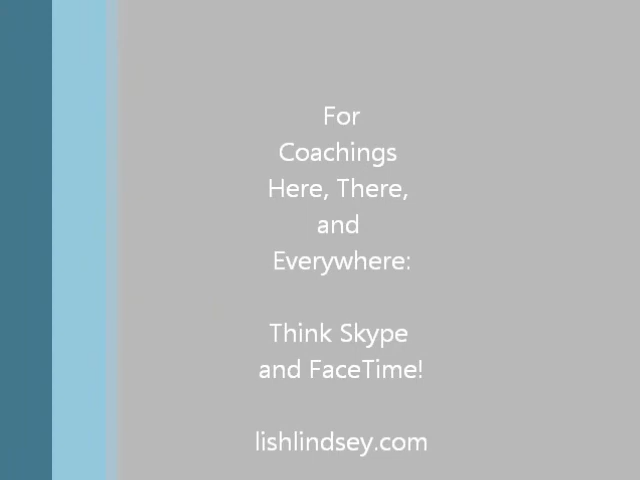 For
Coachings
Here, There,
and
Everywhere:
Think Skype
and FaceTime!
lishlindsey.com